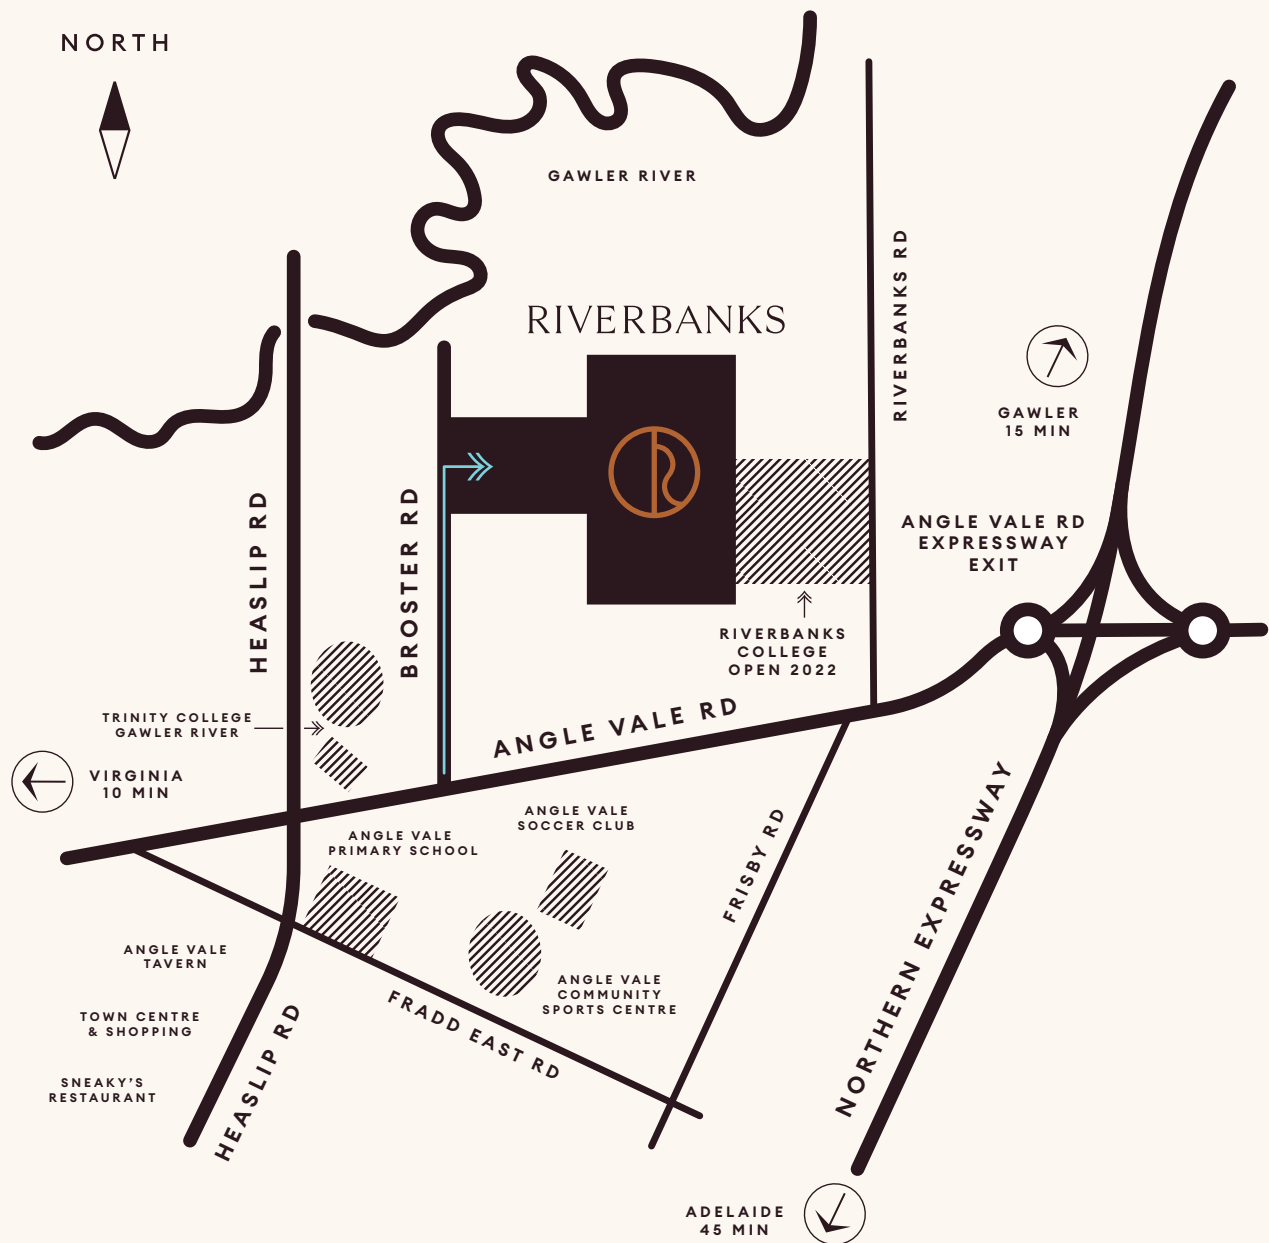 NORTH
GAWLER RIVER
RIVERBANKS RD
RIVERBANKS
GAWLER
15 MIN
HEASLIP RD
BROSTER RD
ANGLE VALE RD
EXPRESSWAY
EXIT
RIVERBANKS
COLLEGE
OPEN 2022
TRINITY COLLEGE
GAWLER RIVER
ANGLE VALE RD
VIRGINIA
10 MIN
ANGLE VALE
PRIMARY SCHOOL
ANGLE VALE
SOCCER CLUB
FRISBY RD
NORTHERN EXPRESSWAY
ANGLE VALE
TAVERN
ANGLE VALE
COMMUNITY
SPORTS CENTRE
TOWN CENTRE
& SHOPPING
FRADD EAST RD
HEASLIP RD
SNEAKY'S
RESTAURANT
ADELAIDE
45 MIN